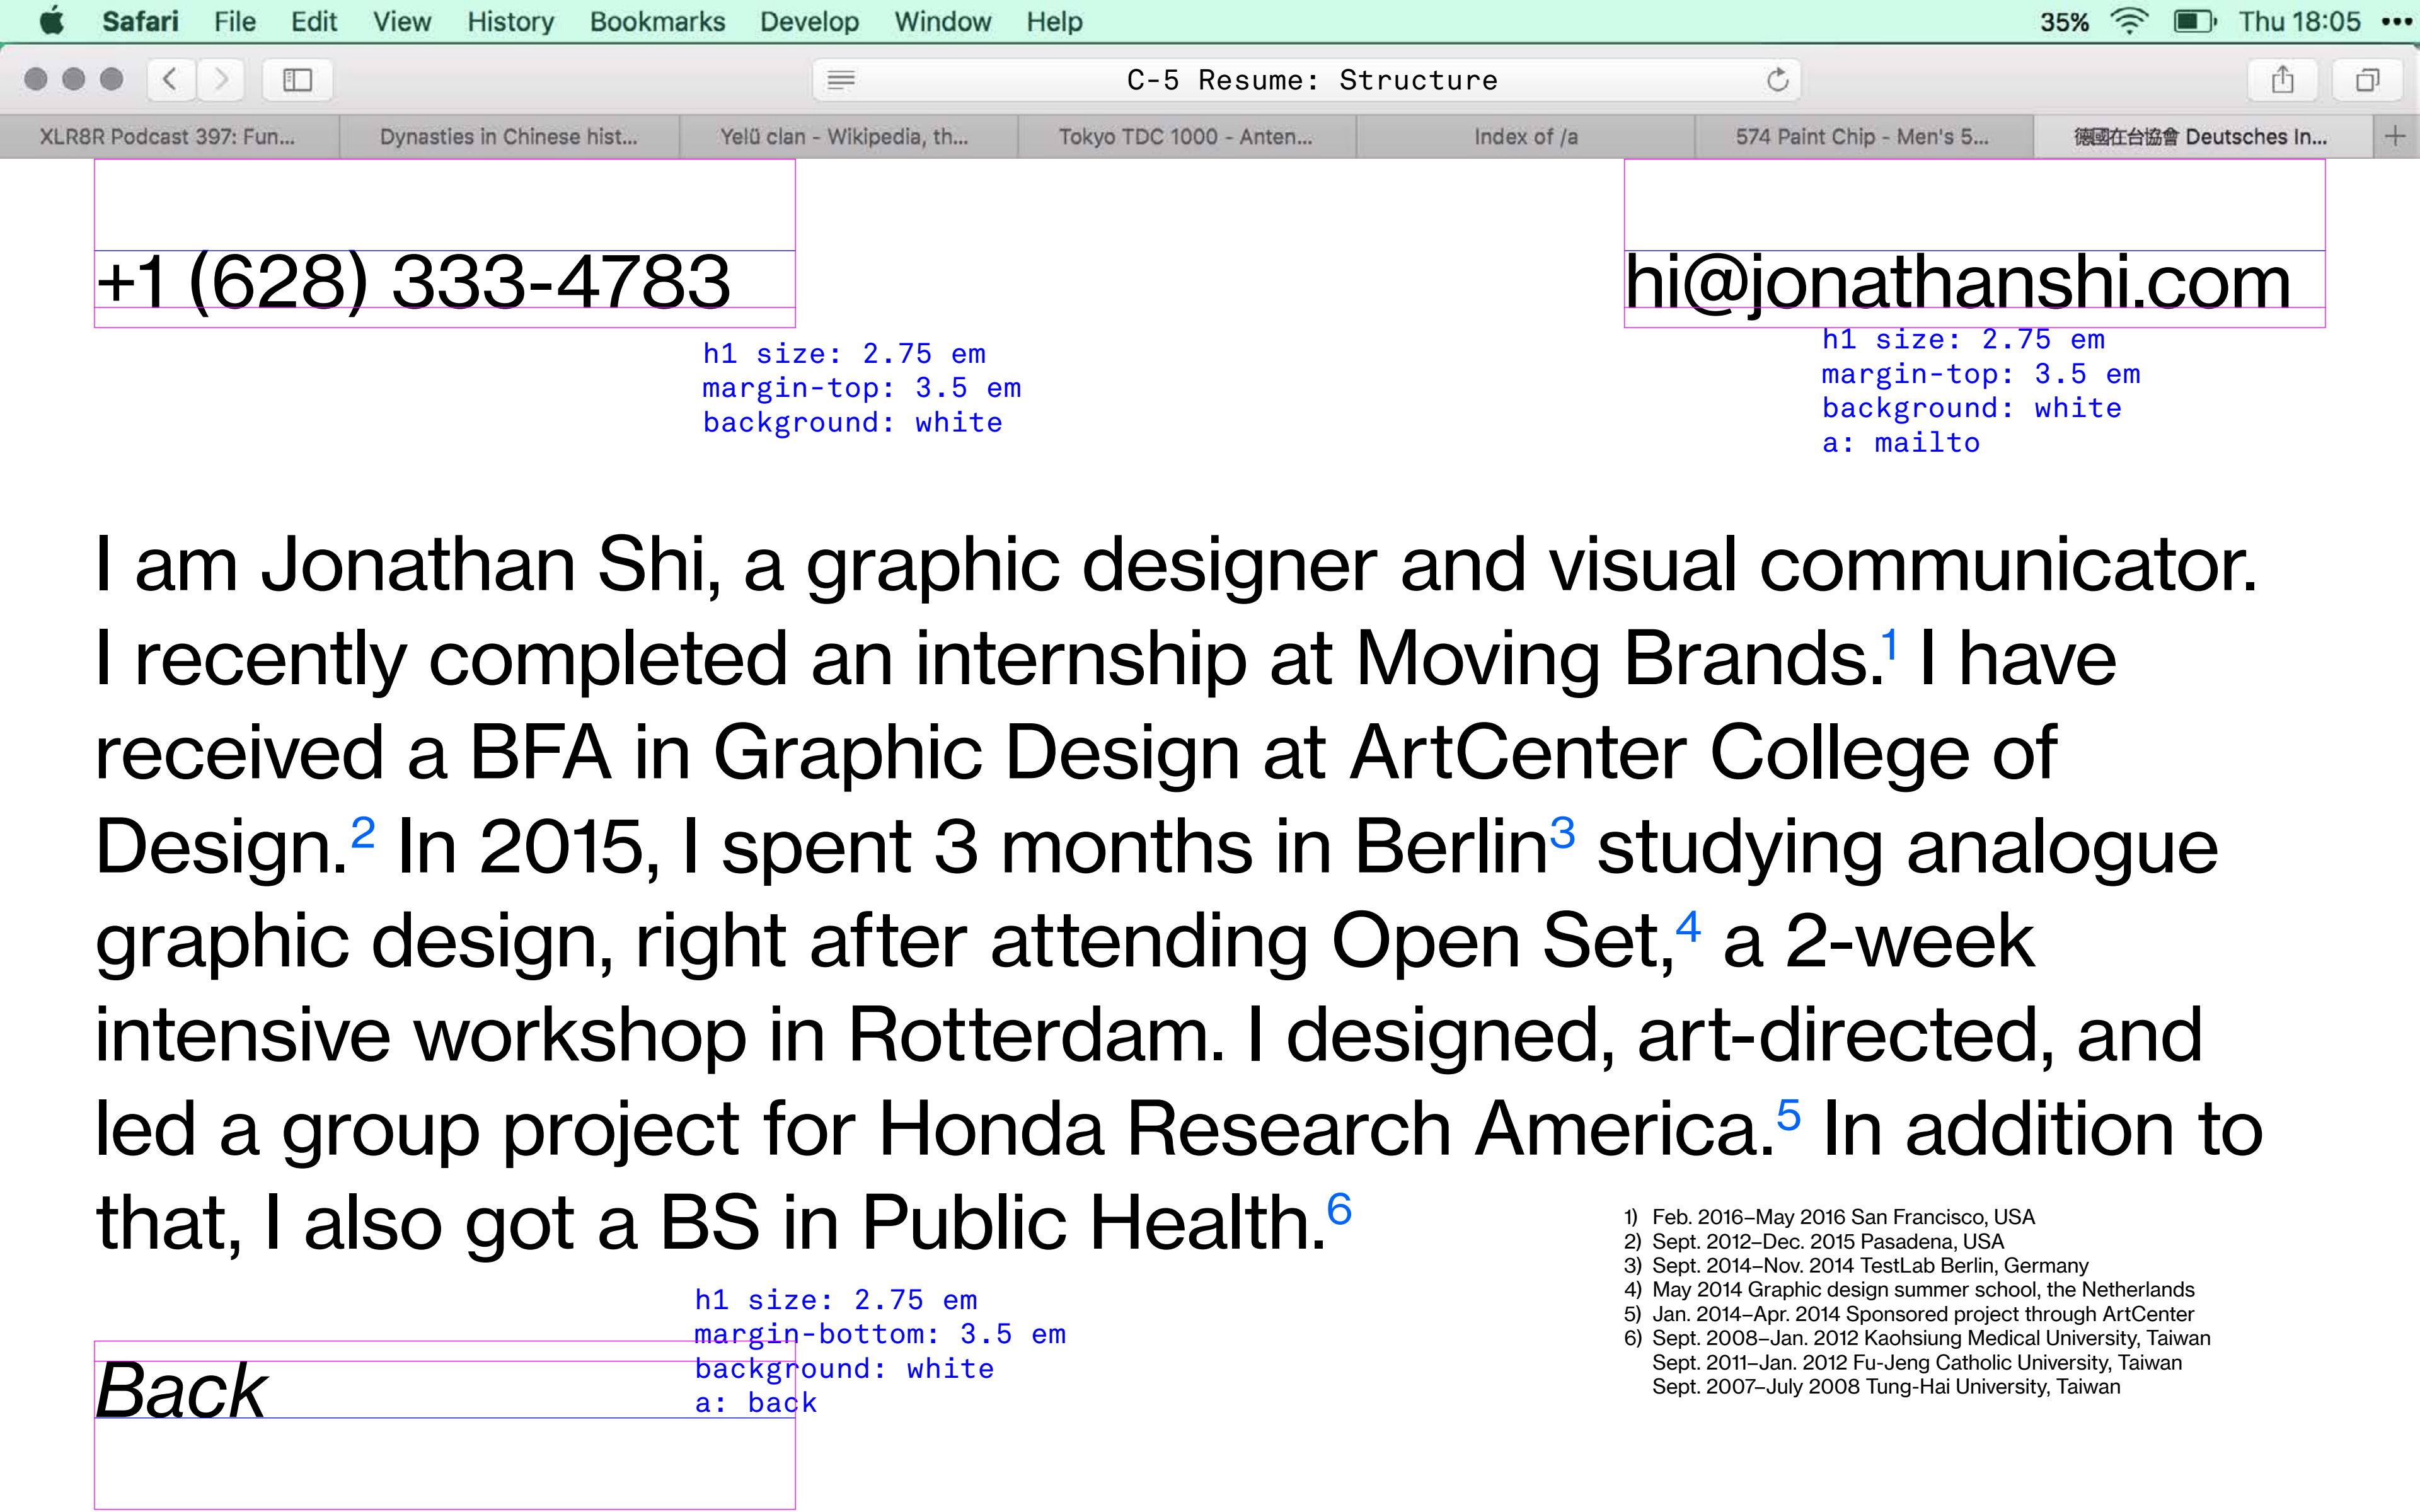 Safari File Edit View History Bookmarks Develop Window Help 35% Thu 18:05 •••
C-5 Resume: Structure
XLR8R Podcast 397: Fun... Dynasties in Chinese hist... Yelü clan - Wikipedia, th... Tokyo TDC 1000 - Anten... Index of /a 574 Paint Chip - Men's 5... 德國在台協會 Deutsches In... +
+1 (628) 333-4783
hi@jonathanshi.com
h1 size: 2.75 em
margin-top: 3.5 em
background: white
h1 size: 2.75 em
margin-top: 3.5 em
background: white
a: mailto
I am Jonathan Shi, a graphic designer and visual communicator.
I recently completed an internship at Moving Brands.1 I have
received a BFA in Graphic Design at ArtCenter College of
Design.2 In 2015, I spent 3 months in Berlin3 studying analogue
graphic design, right after attending Open Set,4 a 2-week
intensive workshop in Rotterdam. I designed, art-directed, and
led a group project for Honda Research America.5 In addition to
that, I also got a BS in Public Health.6
1) Feb. 2016–May 2016 San Francisco, USA
2) Sept. 2012–Dec. 2015 Pasadena, USA
3) Sept. 2014–Nov. 2014 TestLab Berlin, Germany
4) May 2014 Graphic design summer school, the Netherlands
5) Jan. 2014–Apr. 2014 Sponsored project through ArtCenter
6) Sept. 2008–Jan. 2012 Kaohsiung Medical University, Taiwan
Sept. 2011–Jan. 2012 Fu-Jeng Catholic University, Taiwan
Sept. 2007–July 2008 Tung-Hai University, Taiwan
h1 size: 2.75 em
margin-bottom: 3.5 em
background: white
a: back
Back